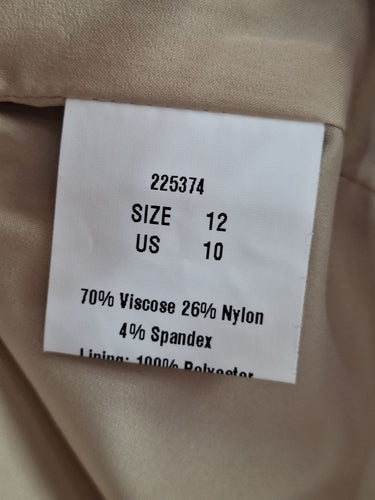 225374
SIZE 12
US 10
70% Viscose 26% Nylon
4% Spandex
Lining: 100% Polyester